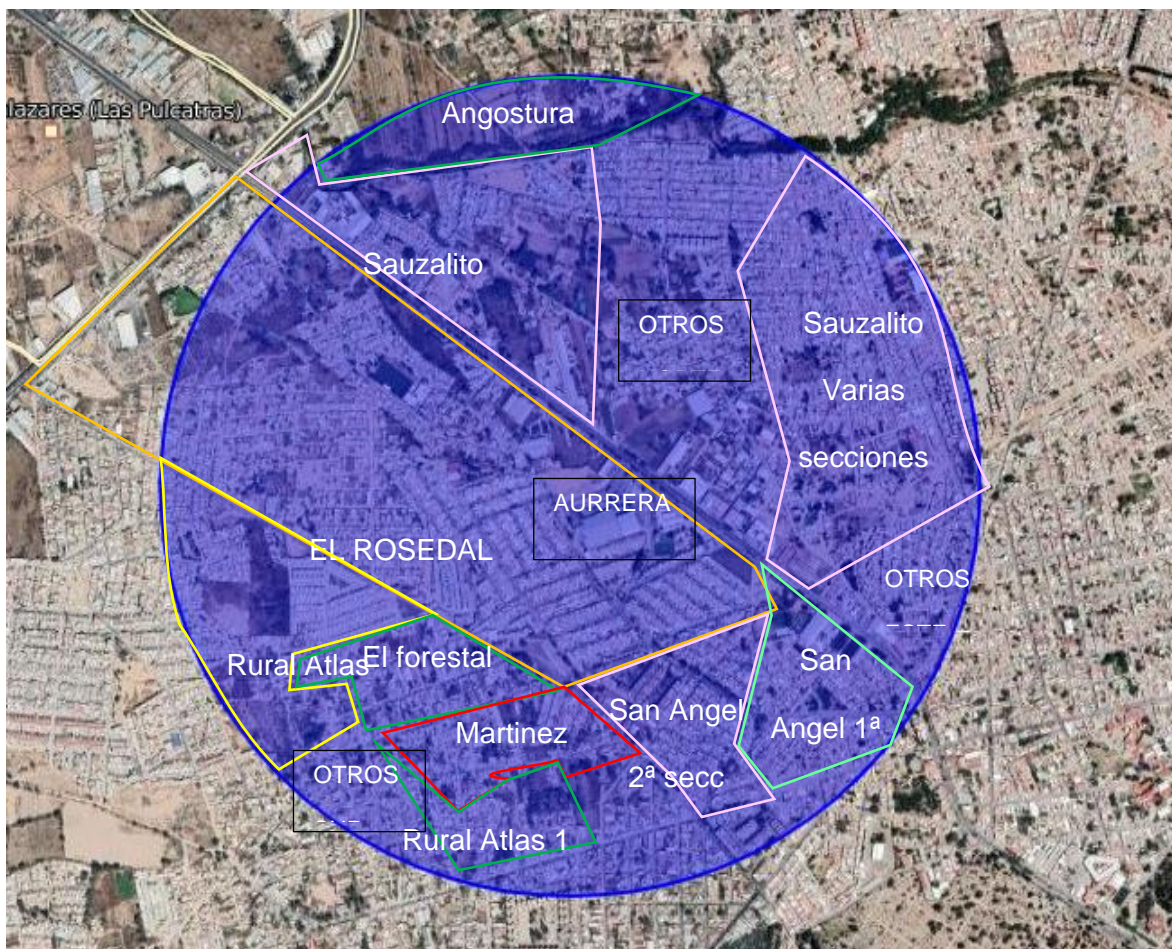 Angostura
lazares (Las Pulcatras)
Sauzalito
OTROS
Sauzalito
Varias
secciones
AURRERA
EL ROSEDAL
OTROS
El forestal
Rural Atlas
San
Angel 1ª
San Angel
2ª secc
Martinez
OTROS
Rural Atlas 1